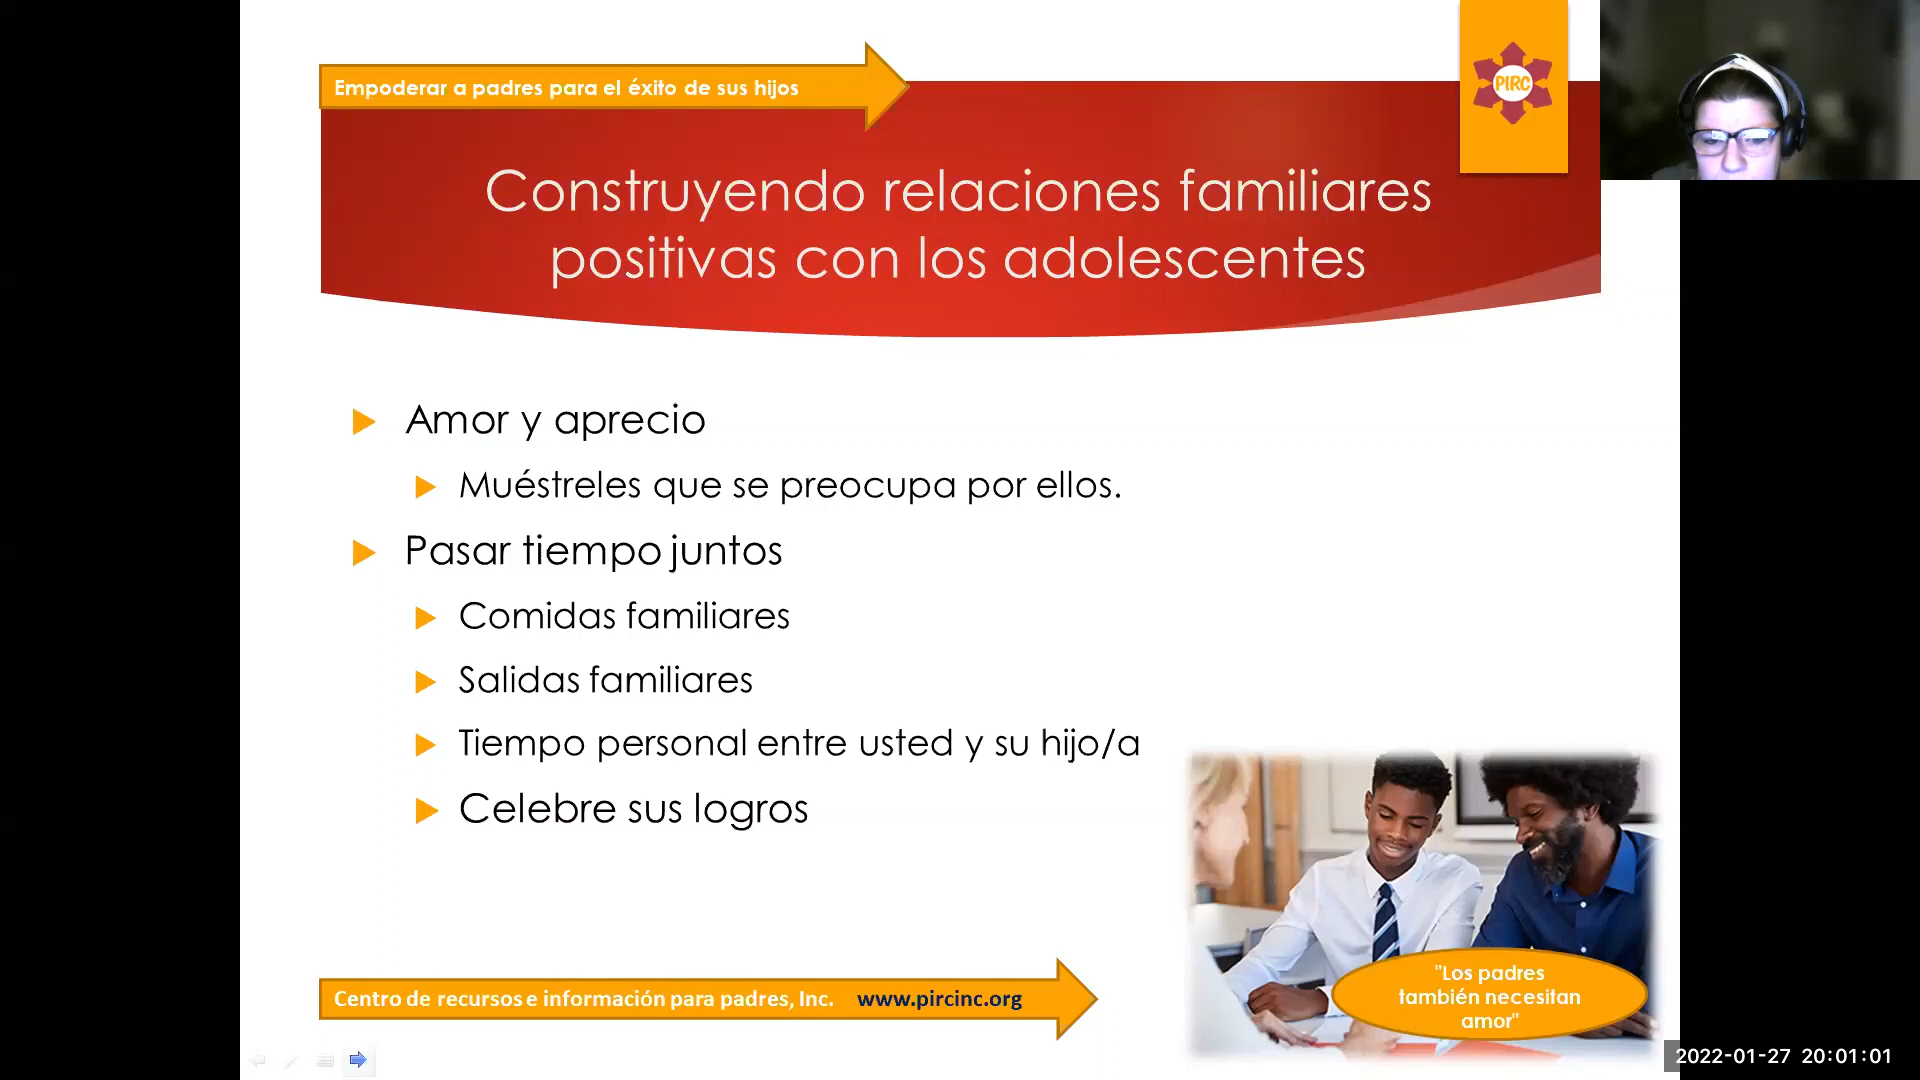 Empoderar a padres para el éxito de sus hijos
PIRC
Construyendo relaciones familiares
positivas con los adolescentes
Amor y aprecio
Muéstreles que se preocupa por ellos.
Pasar tiempo juntos
Comidas familiares
Salidas familiares
Tiempo personal entre usted y su hijo/a
Celebre sus logros
"Los padres
también necesitan
amor"
Centro de recursos e información para padres, Inc. www.pircinc.org
2022-01-27 20:01:01